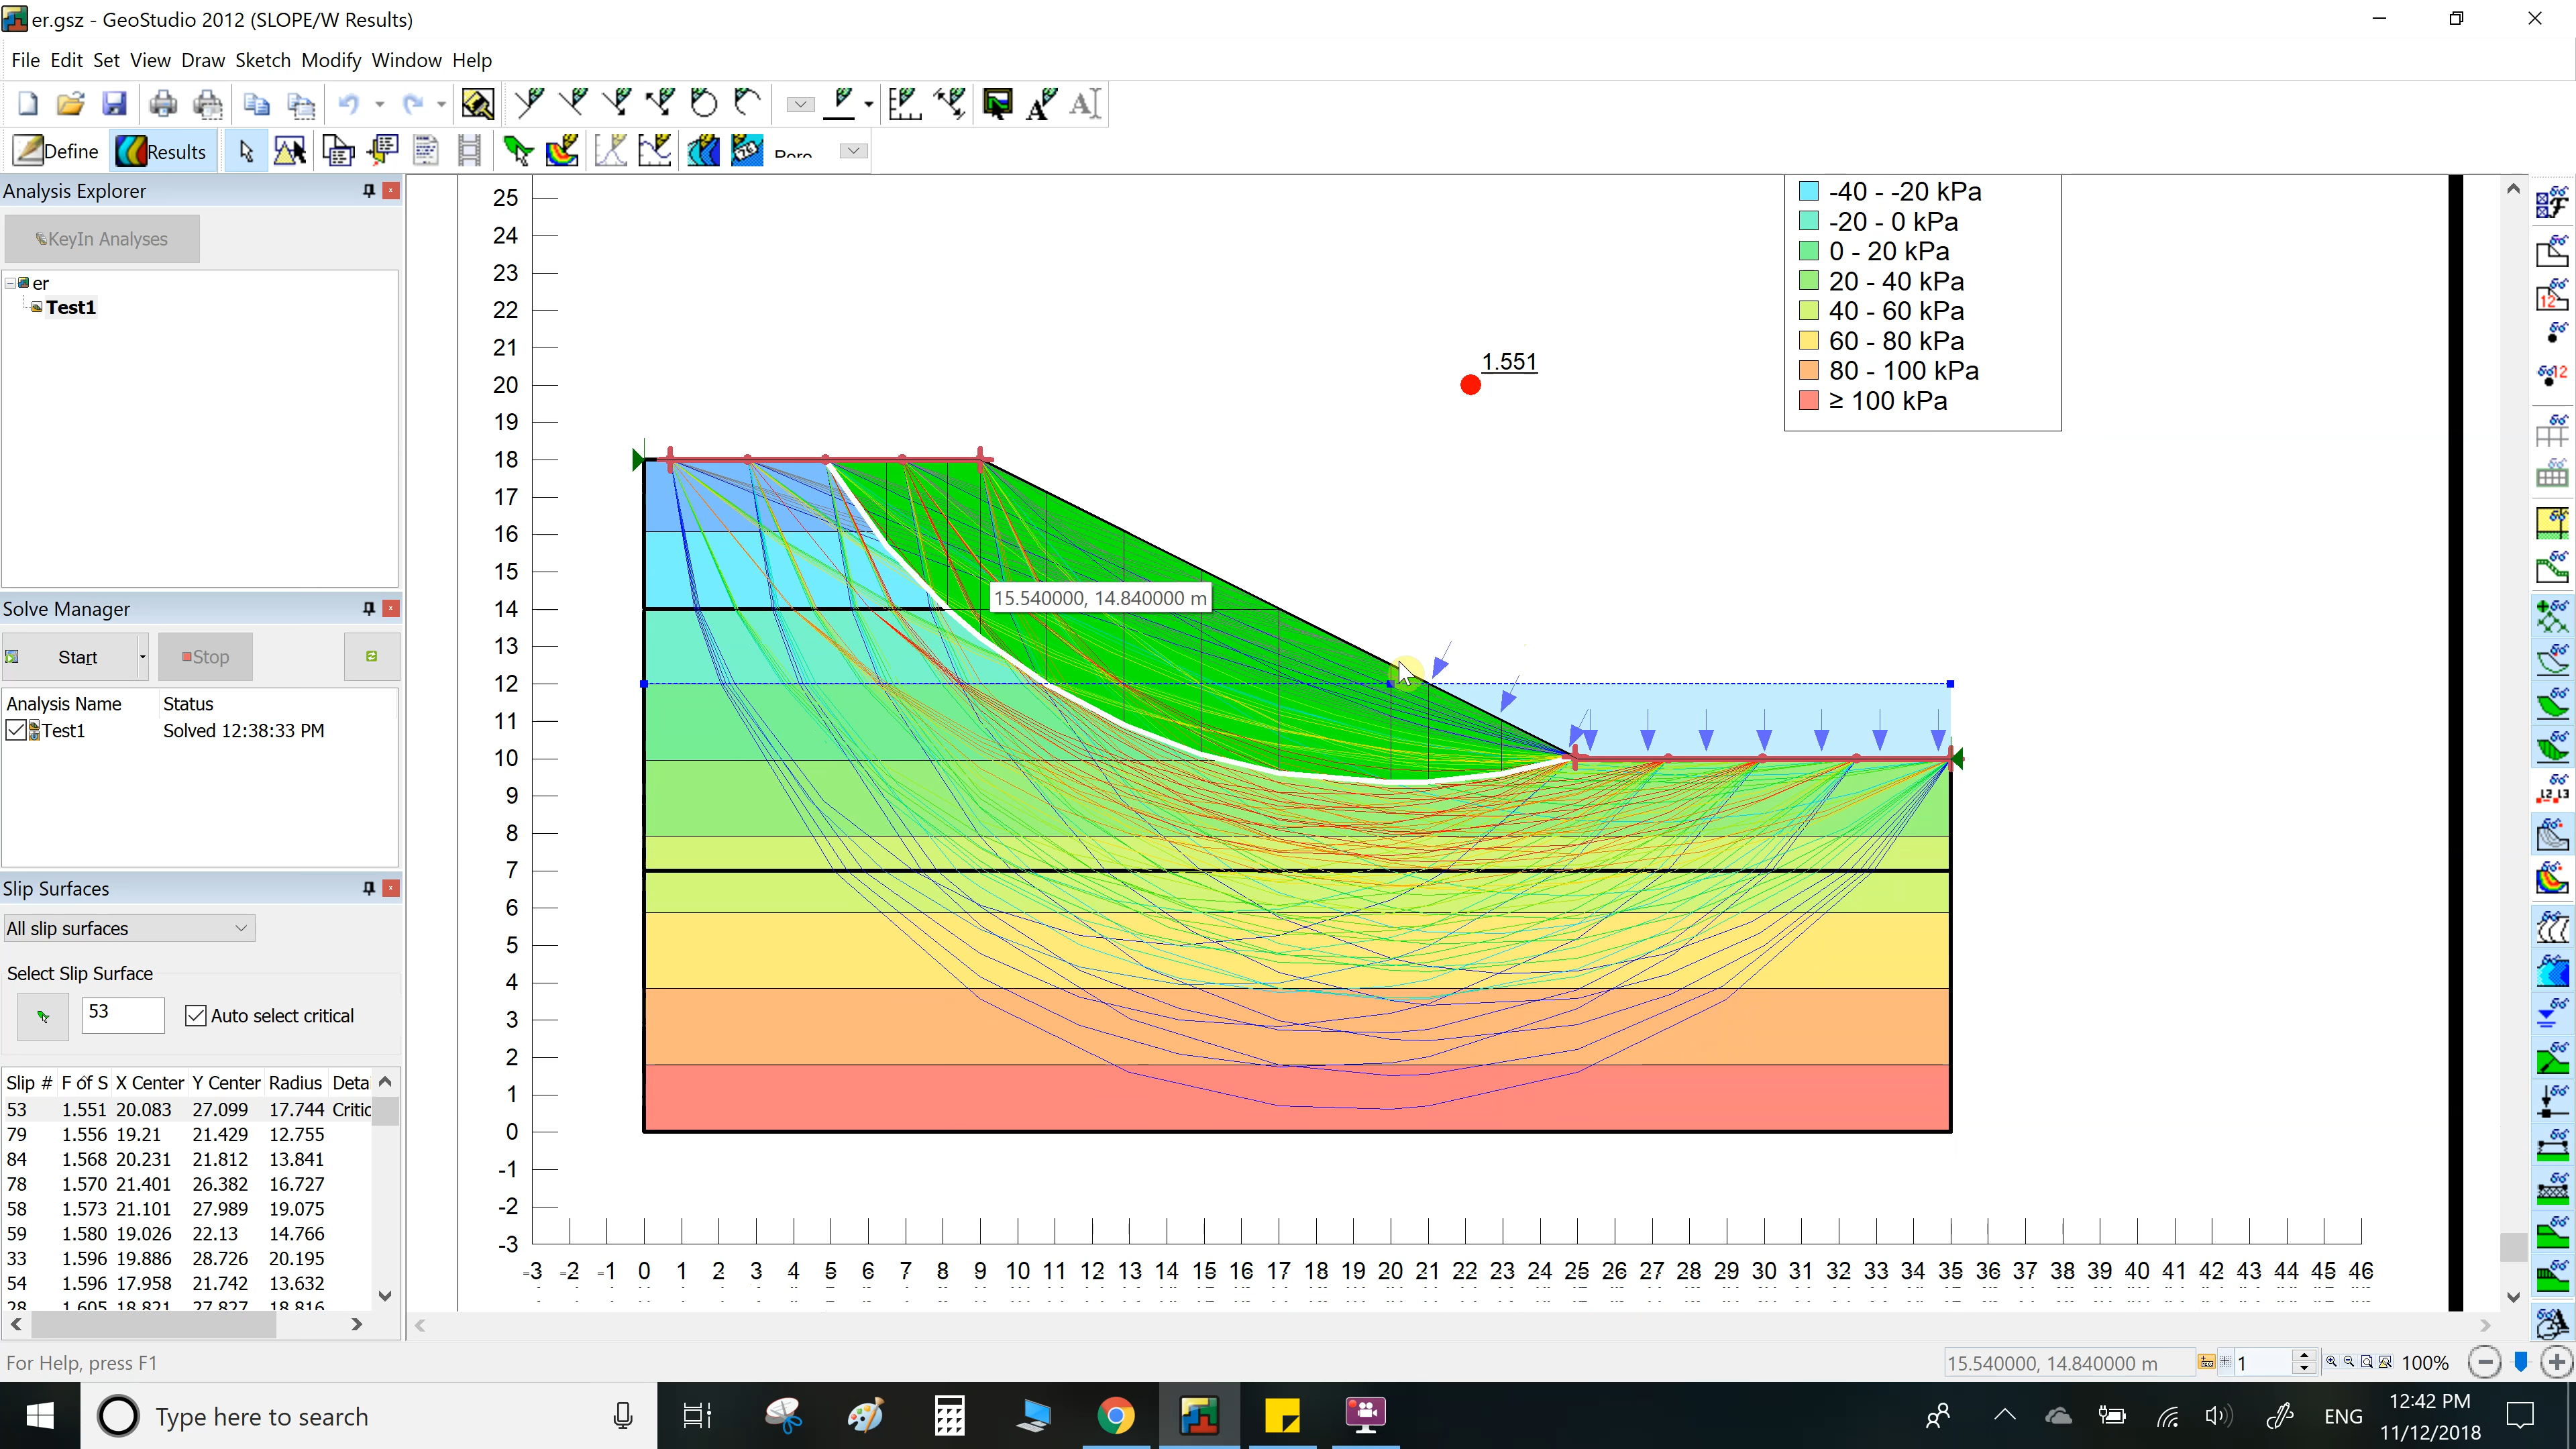 er.gsz - GeoStudio 2012 (SLOPE/W Results)
File Edit Set View Draw Sketch Modify Window Help
Define Results
Analysis Explorer
KeyIn Analyses
er
Test1
Solve Manager
Start Stop
Analysis Name Status
Test1 Solved 12:38:33 PM
Slip Surfaces
All slip surfaces
Select Slip Surface
53 Auto select critical
Slip # F of S X Center Y Center Radius Deta
53 1.551 20.083 27.099 17.744 Critic
79 1.556 19.21 21.429 12.755
84 1.568 20.231 21.812 13.841
78 1.570 21.401 26.382 16.727
58 1.573 21.101 27.989 19.075
59 1.580 19.026 22.13 14.766
33 1.596 19.886 28.726 20.195
54 1.596 17.958 21.742 13.632
28 1.605 18.821 27.827 18.816
25
24
23
22
21
20
19
18
17
16
15
14
13
12
11
10
9
8
7
6
5
4
3
2
1
0
-1
-2
-3
-3 -2 -1 0 1 2 3 4 5 6 7 8 9 10 11 12 13 14 15 16 17 18 19 20 21 22 23 24 25 26 27 28 29 30 31 32 33 34 35 36 37 38 39 40 41 42 43 44 45 46
1.551
15.540000, 14.840000 m
-40 - -20 kPa
-20 - 0 kPa
0 - 20 kPa
20 - 40 kPa
40 - 60 kPa
60 - 80 kPa
80 - 100 kPa
≥ 100 kPa
For Help, press F1
15.540000, 14.840000 m 1 100%
Type here to search
ENG
12:42 PM
11/12/2018